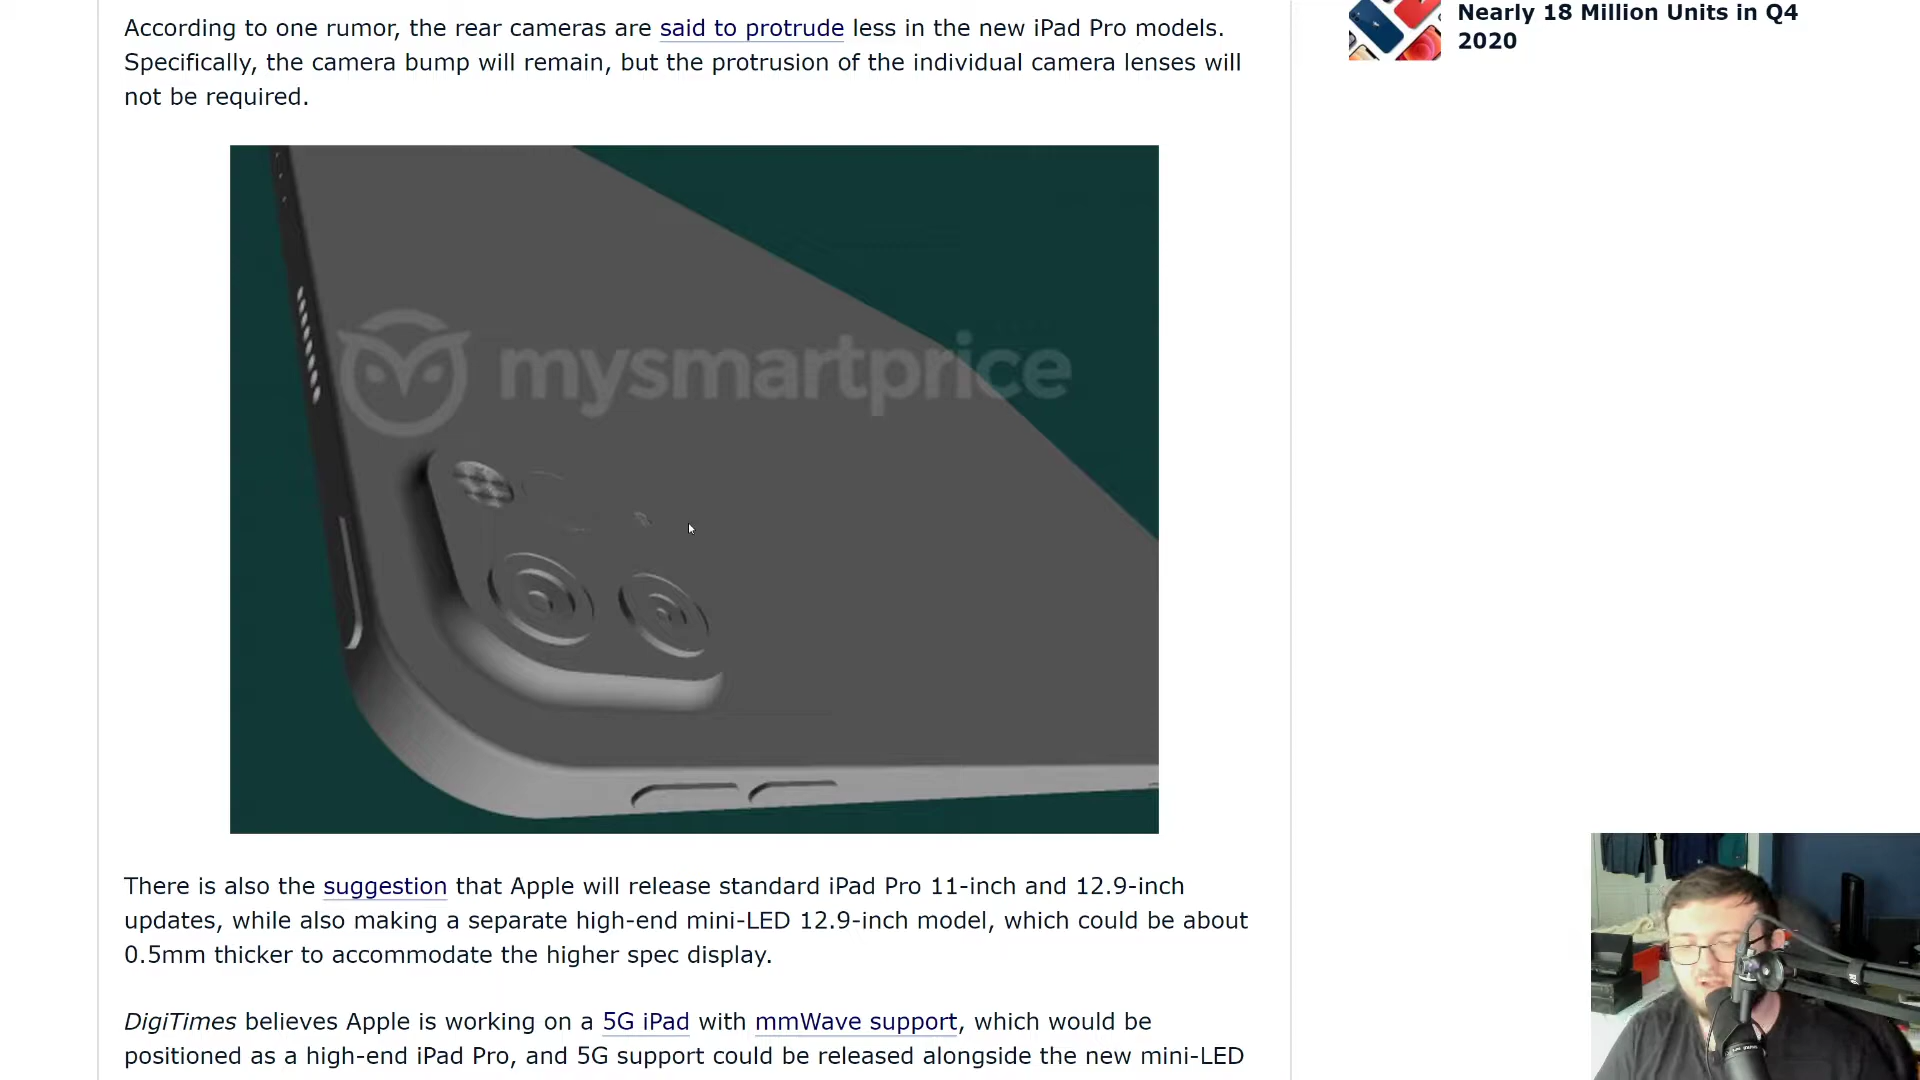 According to one rumor, the rear cameras are said to protrude less in the new iPad Pro models.
Specifically, the camera bump will remain, but the protrusion of the individual camera lenses will
not be required.
Nearly 18 Million Units in Q4
2020
mysmartprice
There is also the suggestion that Apple will release standard iPad Pro 11-inch and 12.9-inch
updates, while also making a separate high-end mini-LED 12.9-inch model, which could be about
0.5mm thicker to accommodate the higher spec display.
DigiTimes believes Apple is working on a 5G iPad with mmWave support, which would be
positioned as a high-end iPad Pro, and 5G support could be released alongside the new mini-LED